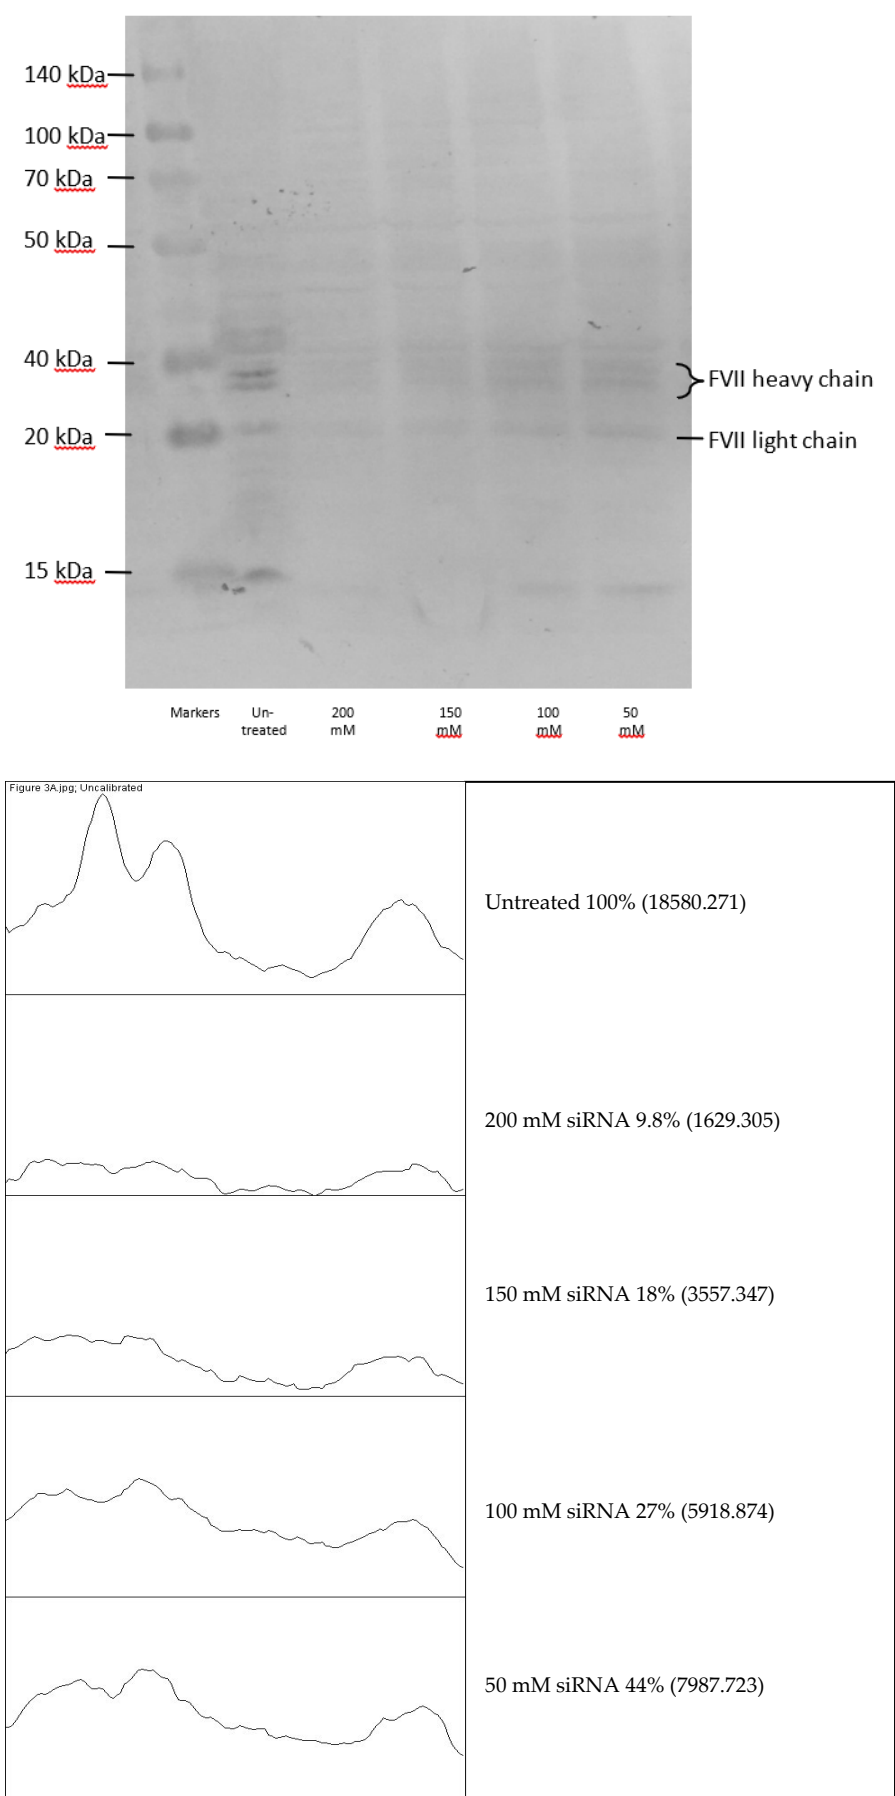 140 kDa
100 kDa
70 kDa
50 kDa
40 kDa
FVII heavy chain
20 kDa
FVII light chain
15 kDa
Markers
Un-
treated
200
mM
150
mM
100
mM
50
mM
Figure 3A.jpg; Uncalibrated
Untreated 100% (18580.271)
200 mM siRNA 9.8% (1629.305)
150 mM siRNA 18% (3557.347)
100 mM siRNA 27% (5918.874)
50 mM siRNA 44% (7987.723)